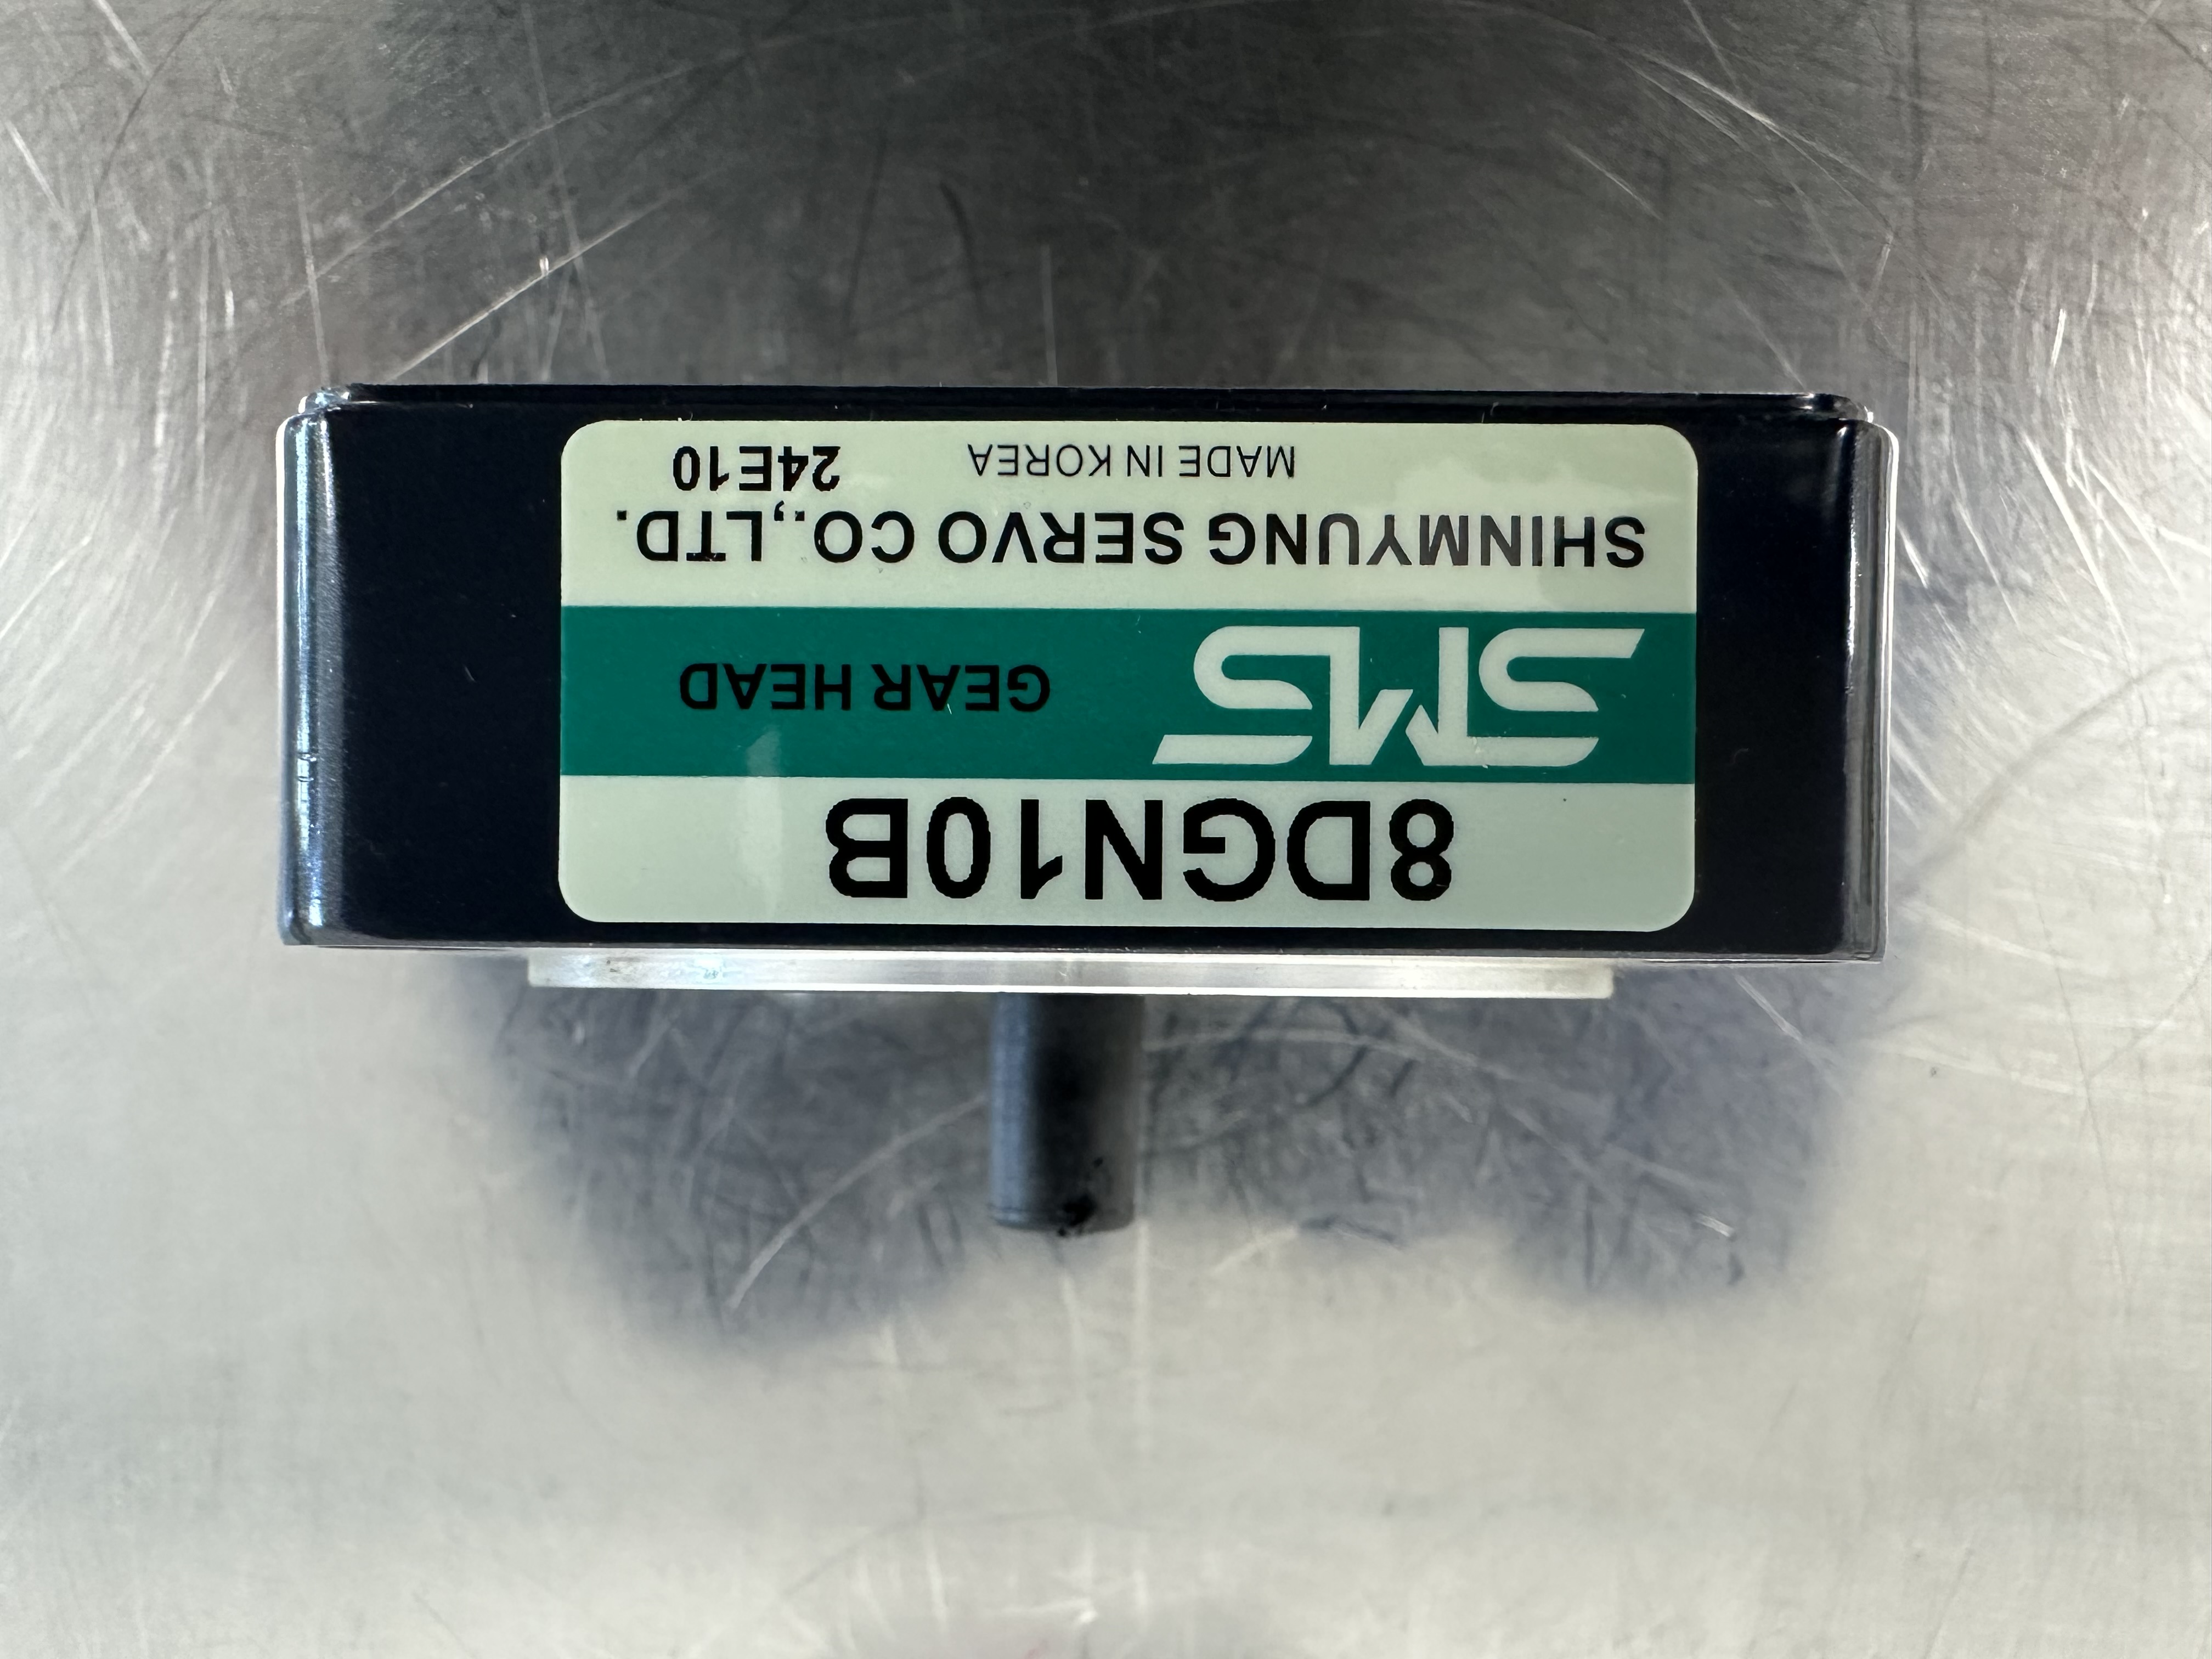 8DGN10B
SMS GEAR HEAD
SHINMYUNG SERVO CO.,LTD.
MADE IN KOREA 24E10